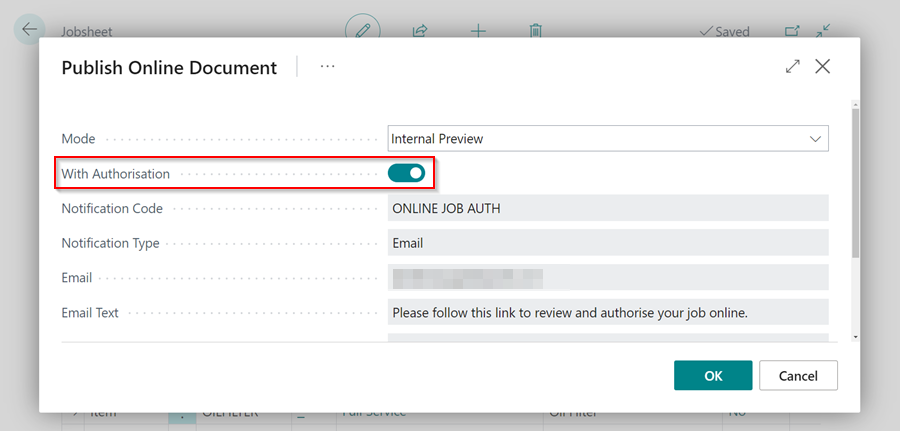 Jobsheet
Saved
Publish Online Document
Mode Internal Preview
With Authorisation
Notification Code ONLINE JOB AUTH
Notification Type Email
Email
Email Text Please follow this link to review and authorise your job online.
OK Cancel
Item OILFILTER Full Service Oil Filter No